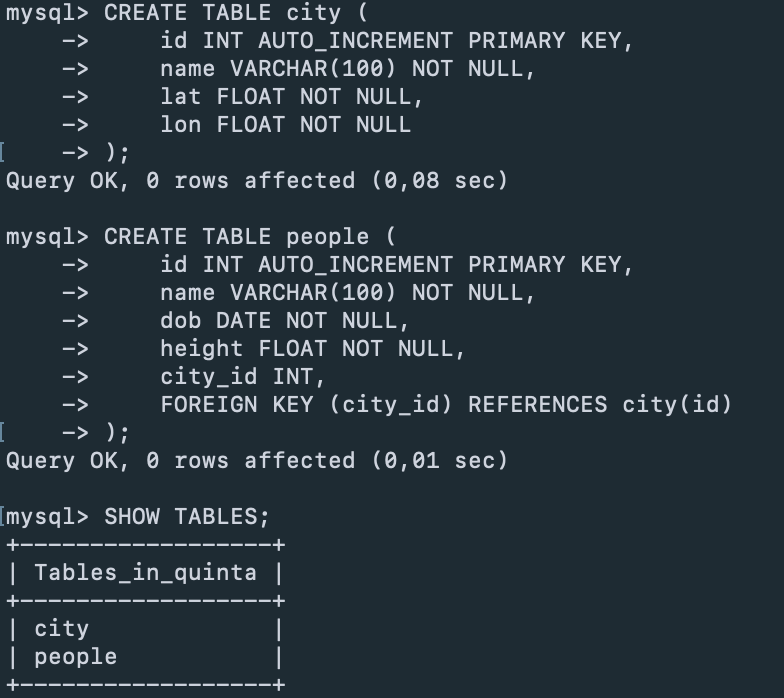 mysql> CREATE TABLE city (
    ->     id INT AUTO_INCREMENT PRIMARY KEY,
    ->     name VARCHAR(100) NOT NULL,
    ->     lat FLOAT NOT NULL,
    ->     lon FLOAT NOT NULL
[    -> );
Query OK, 0 rows affected (0,08 sec)

mysql> CREATE TABLE people (
    ->     id INT AUTO_INCREMENT PRIMARY KEY,
    ->     name VARCHAR(100) NOT NULL,
    ->     dob DATE NOT NULL,
    ->     height FLOAT NOT NULL,
    ->     city_id INT,
    ->     FOREIGN KEY (city_id) REFERENCES city(id)
[    -> );
Query OK, 0 rows affected (0,01 sec)

[mysql> SHOW TABLES;
+------------------+
| Tables_in_quinta |
+------------------+
| city             |
| people           |
+------------------+